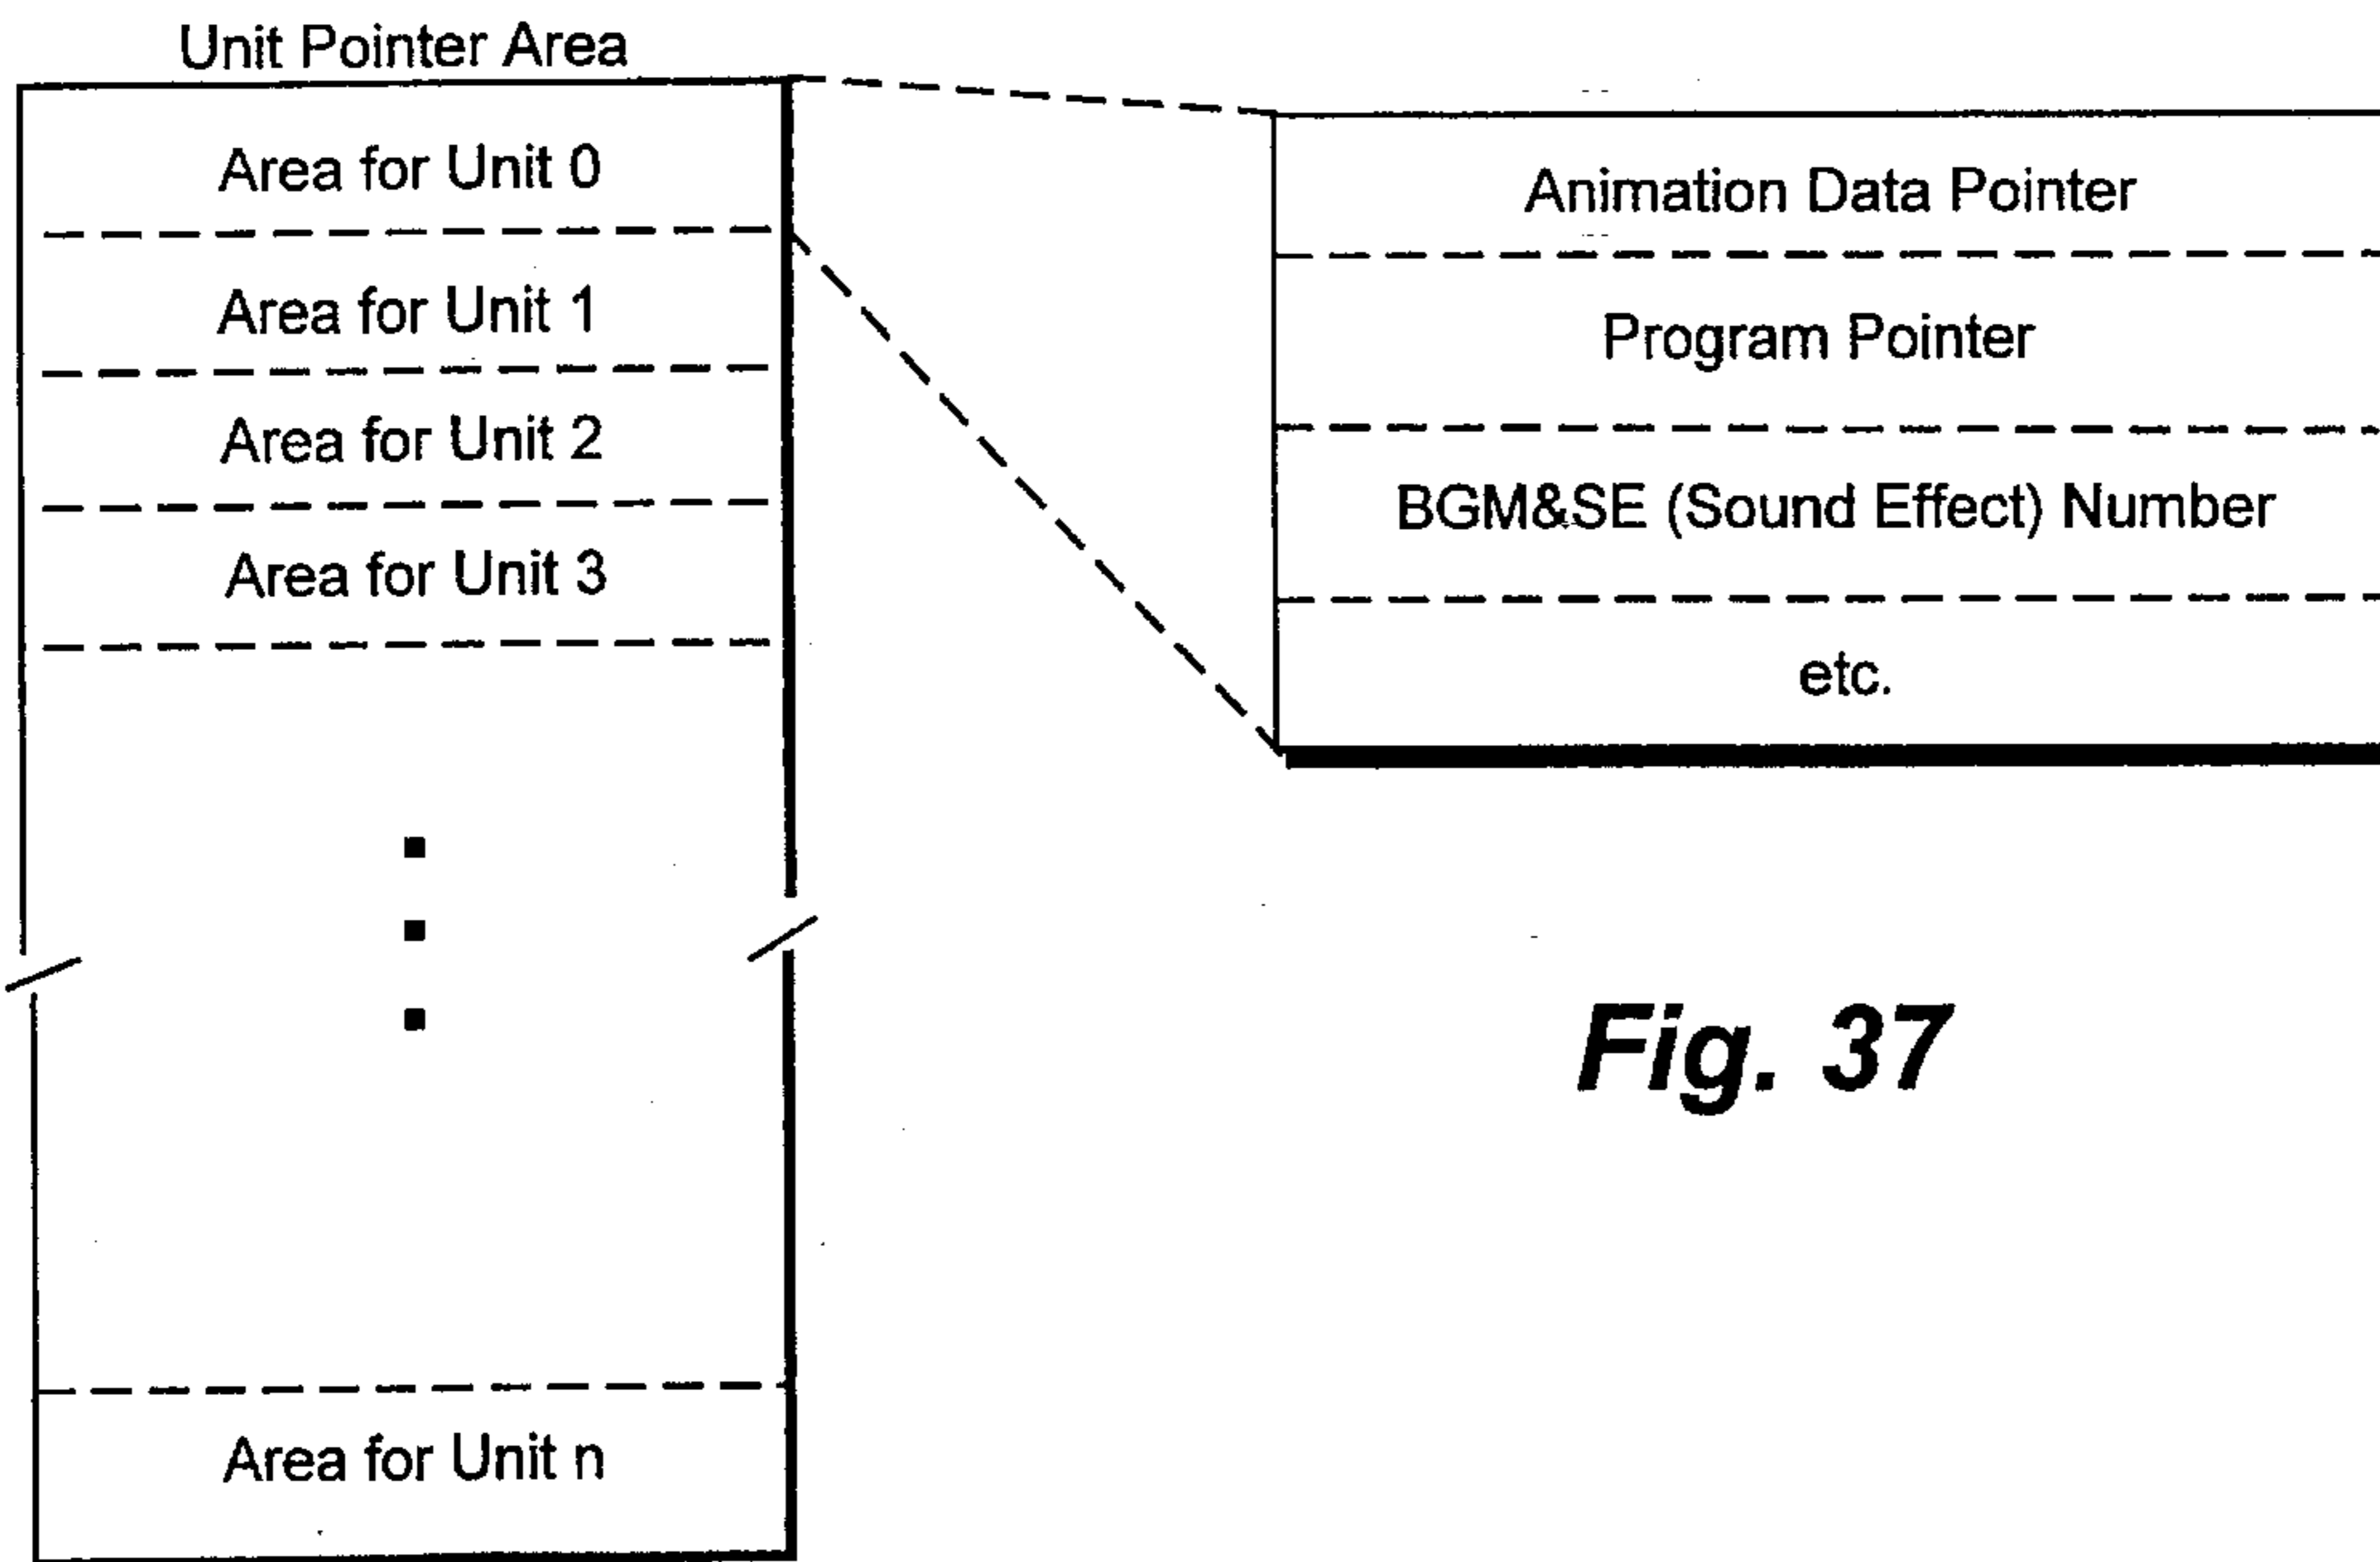 Unit Pointer Area
Area for Unit 0
Area for Unit 1
Area for Unit 2
Area for Unit 3
Area for Unit n
Animation Data Pointer
Program Pointer
BGM&SE (Sound Effect) Number
etc.
Fig. 37